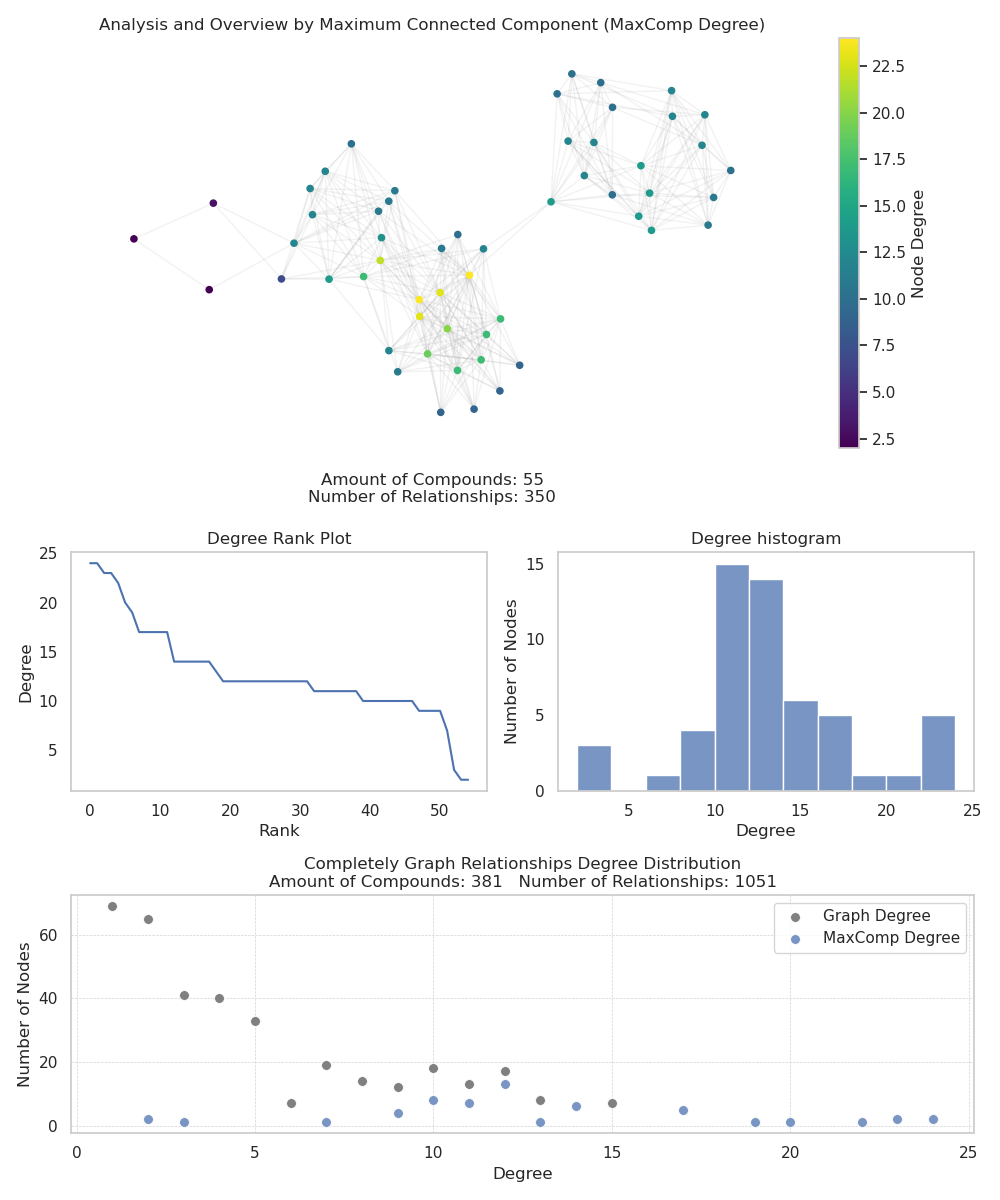 Analysis and Overview by Maximum Connected Component (MaxComp Degree)
22.5
20.0
17.5
15.0
12.5
10.0
7.5
5.0
2.5
Node Degree
Amount of Compounds: 55
Number of Relationships: 350
Degree Rank Plot
25
20
15
10
5
Degree
0 10 20 30 40 50
Rank
Degree histogram
15
10
5
0
Number of Nodes
5 10 15 20 25
Degree
Completely Graph Relationships Degree Distribution
Amount of Compounds: 381 Number of Relationships: 1051
60
40
20
0
Number of Nodes
Graph Degree
MaxComp Degree
0 5 10 15 20 25
Degree